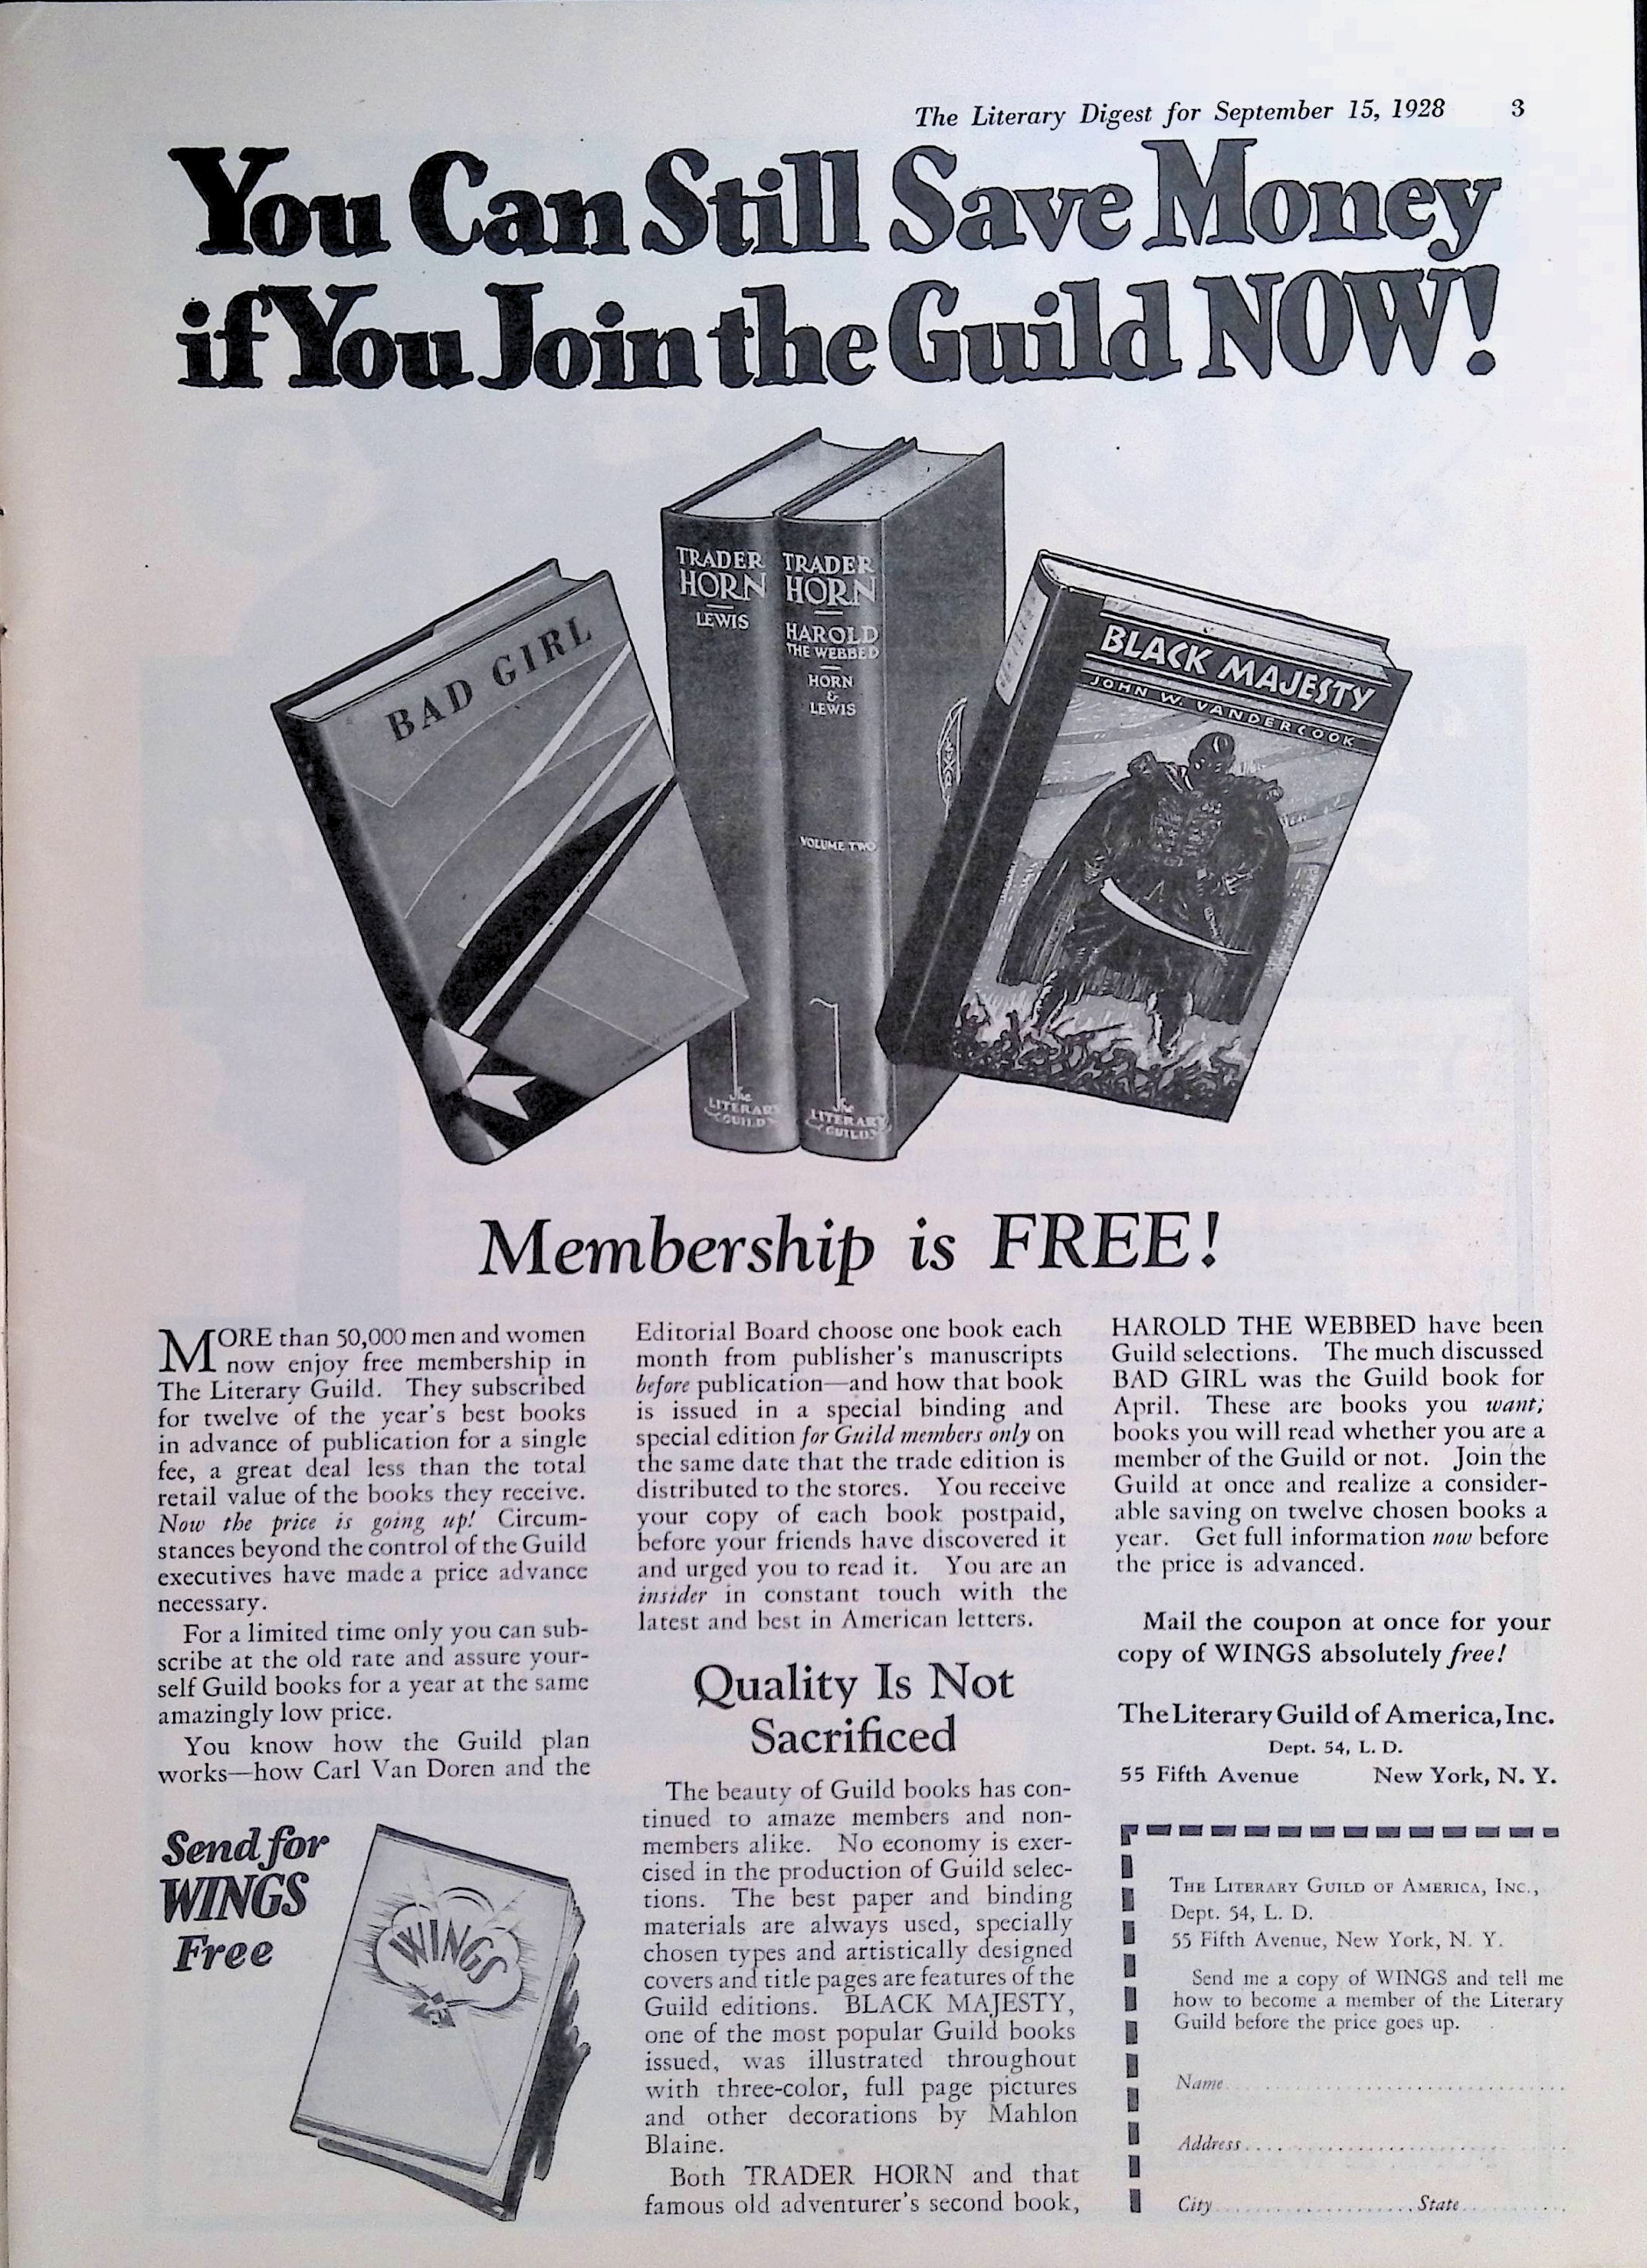 The Literary Digest for September 15, 1928 3
You Can Still Save Money
if You Join the Guild NOW!
BAD GIRL
TRADER
HORN
LEWIS
The
LITERARY
GUILD
TRADER
HORN
HAROLD
THE WEBBED
HORN
&
LEWIS
VOLUME TWO
The
LITERARY
GUILD
BLACK MAJESTY
JOHN W. VANDERCOOK
Membership is FREE!
MORE than 50,000 men and women
now enjoy free membership in
The Literary Guild. They subscribed
for twelve of the year's best books
in advance of publication for a single
fee, a great deal less than the total
retail value of the books they receive.
Now the price is going up! Circum-
stances beyond the control of the Guild
executives have made a price advance
necessary.
For a limited time only you can sub-
scribe at the old rate and assure your-
self Guild books for a year at the same
amazingly low price.
You know how the Guild plan
works—how Carl Van Doren and the
Send for
WINGS
Free
WINGS
Editorial Board choose one book each
month from publisher's manuscripts
before publication—and how that book
is issued in a special binding and
special edition for Guild members only on
the same date that the trade edition is
distributed to the stores. You receive
your copy of each book postpaid,
before your friends have discovered it
and urged you to read it. You are an
insider in constant touch with the
latest and best in American letters.
Quality Is Not
Sacrificed
The beauty of Guild books has con-
tinued to amaze members and non-
members alike. No economy is exer-
cised in the production of Guild selec-
tions. The best paper and binding
materials are always used, specially
chosen types and artistically designed
covers and title pages are features of the
Guild editions. BLACK MAJESTY,
one of the most popular Guild books
issued, was illustrated throughout
with three-color, full page pictures
and other decorations by Mahlon
Blaine.
Both TRADER HORN and that
famous old adventurer's second book,
HAROLD THE WEBBED have been
Guild selections. The much discussed
BAD GIRL was the Guild book for
April. These are books you want;
books you will read whether you are a
member of the Guild or not. Join the
Guild at once and realize a consider-
able saving on twelve chosen books a
year. Get full information now before
the price is advanced.
Mail the coupon at once for your
copy of WINGS absolutely free!
The Literary Guild of America, Inc.
Dept. 54, L. D.
55 Fifth Avenue New York, N. Y.
THE LITERARY GUILD OF AMERICA, INC.,
Dept. 54, L. D.
55 Fifth Avenue, New York, N. Y.
Send me a copy of WINGS and tell me
how to become a member of the Literary
Guild before the price goes up.
Name
Address
City State